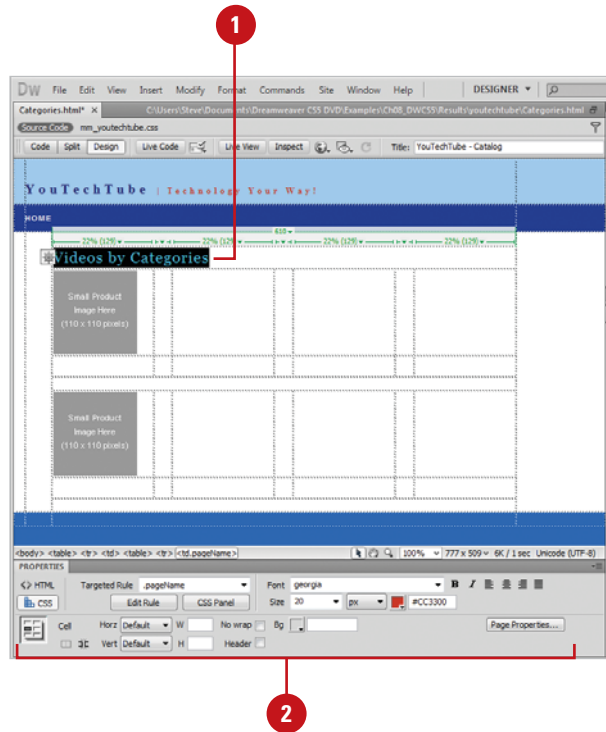 1
DW File Edit View Insert Modify Format Commands Site Window Help DESIGNER
Categories.html* × C:\Users\Steve\Documents\Dreamweaver CS5 DVD\Examples\Ch08_DWCS5\Results\youtechtube\Categories.html
Source Code mm_youtechtube.css
Code Split Design Live Code Live View Inspect Title: YouTechTube - Catalog
YouTechTube | Technology Your Way!
HOME
610
22% (129) 22% (129) 22% (129) 22% (129)
Videos by Categories
Small Product
Image Here
(110 x 110 pixels)
Small Product
Image Here
(110 x 110 pixels)
<body> <table> <tr> <td> <table> <tr> <td.pageName> 100% 777 x 509 6K / 1 sec Unicode (UTF-8)
PROPERTIES
<> HTML Targeted Rule .pageName Font georgia B I
CSS Edit Rule CSS Panel Size 20 px #CC3300
Cell Horz Default W No wrap Bg Page Properties...
Vert Default H Header
2